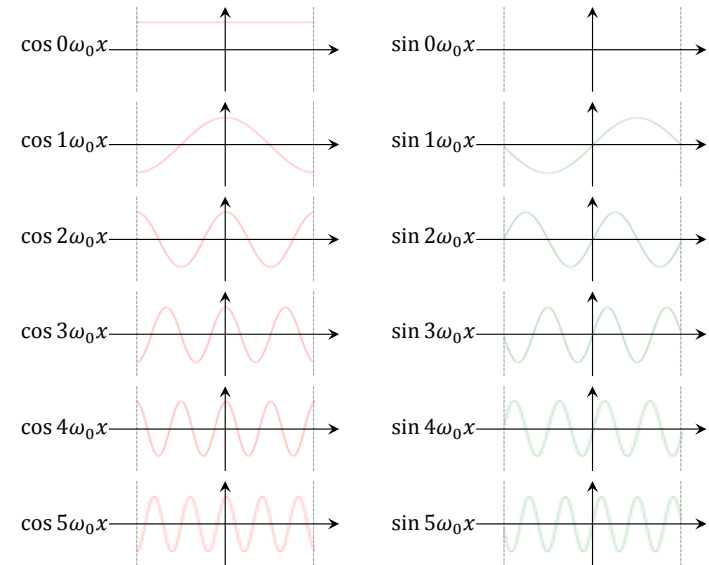 cos 0ω₀x sin 0ω₀x
cos 1ω₀x sin 1ω₀x
cos 2ω₀x sin 2ω₀x
cos 3ω₀x sin 3ω₀x
cos 4ω₀x sin 4ω₀x
cos 5ω₀x sin 5ω₀x